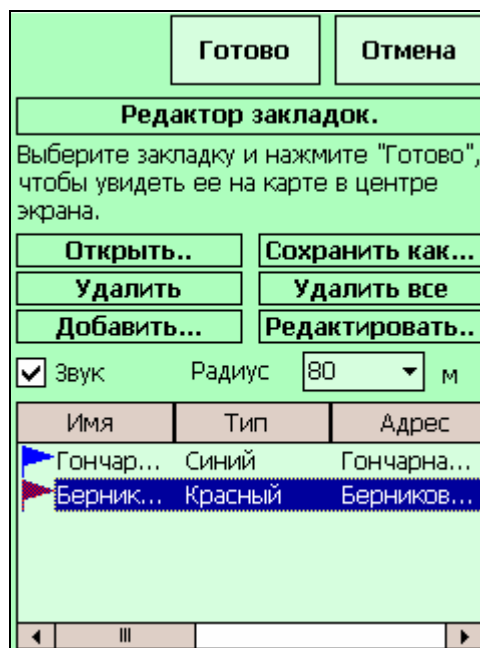 Готово Отмена
Редактор закладок.
Выберите закладку и нажмите "Готово",
чтобы увидеть ее на карте в центре
экрана.
Открыть.. Сохранить как...
Удалить Удалить все
Добавить... Редактировать..
Звук Радиус 80 м
Имя Тип Адрес
Гончар... Синий Гончарна...
Берник... Красный Берников...